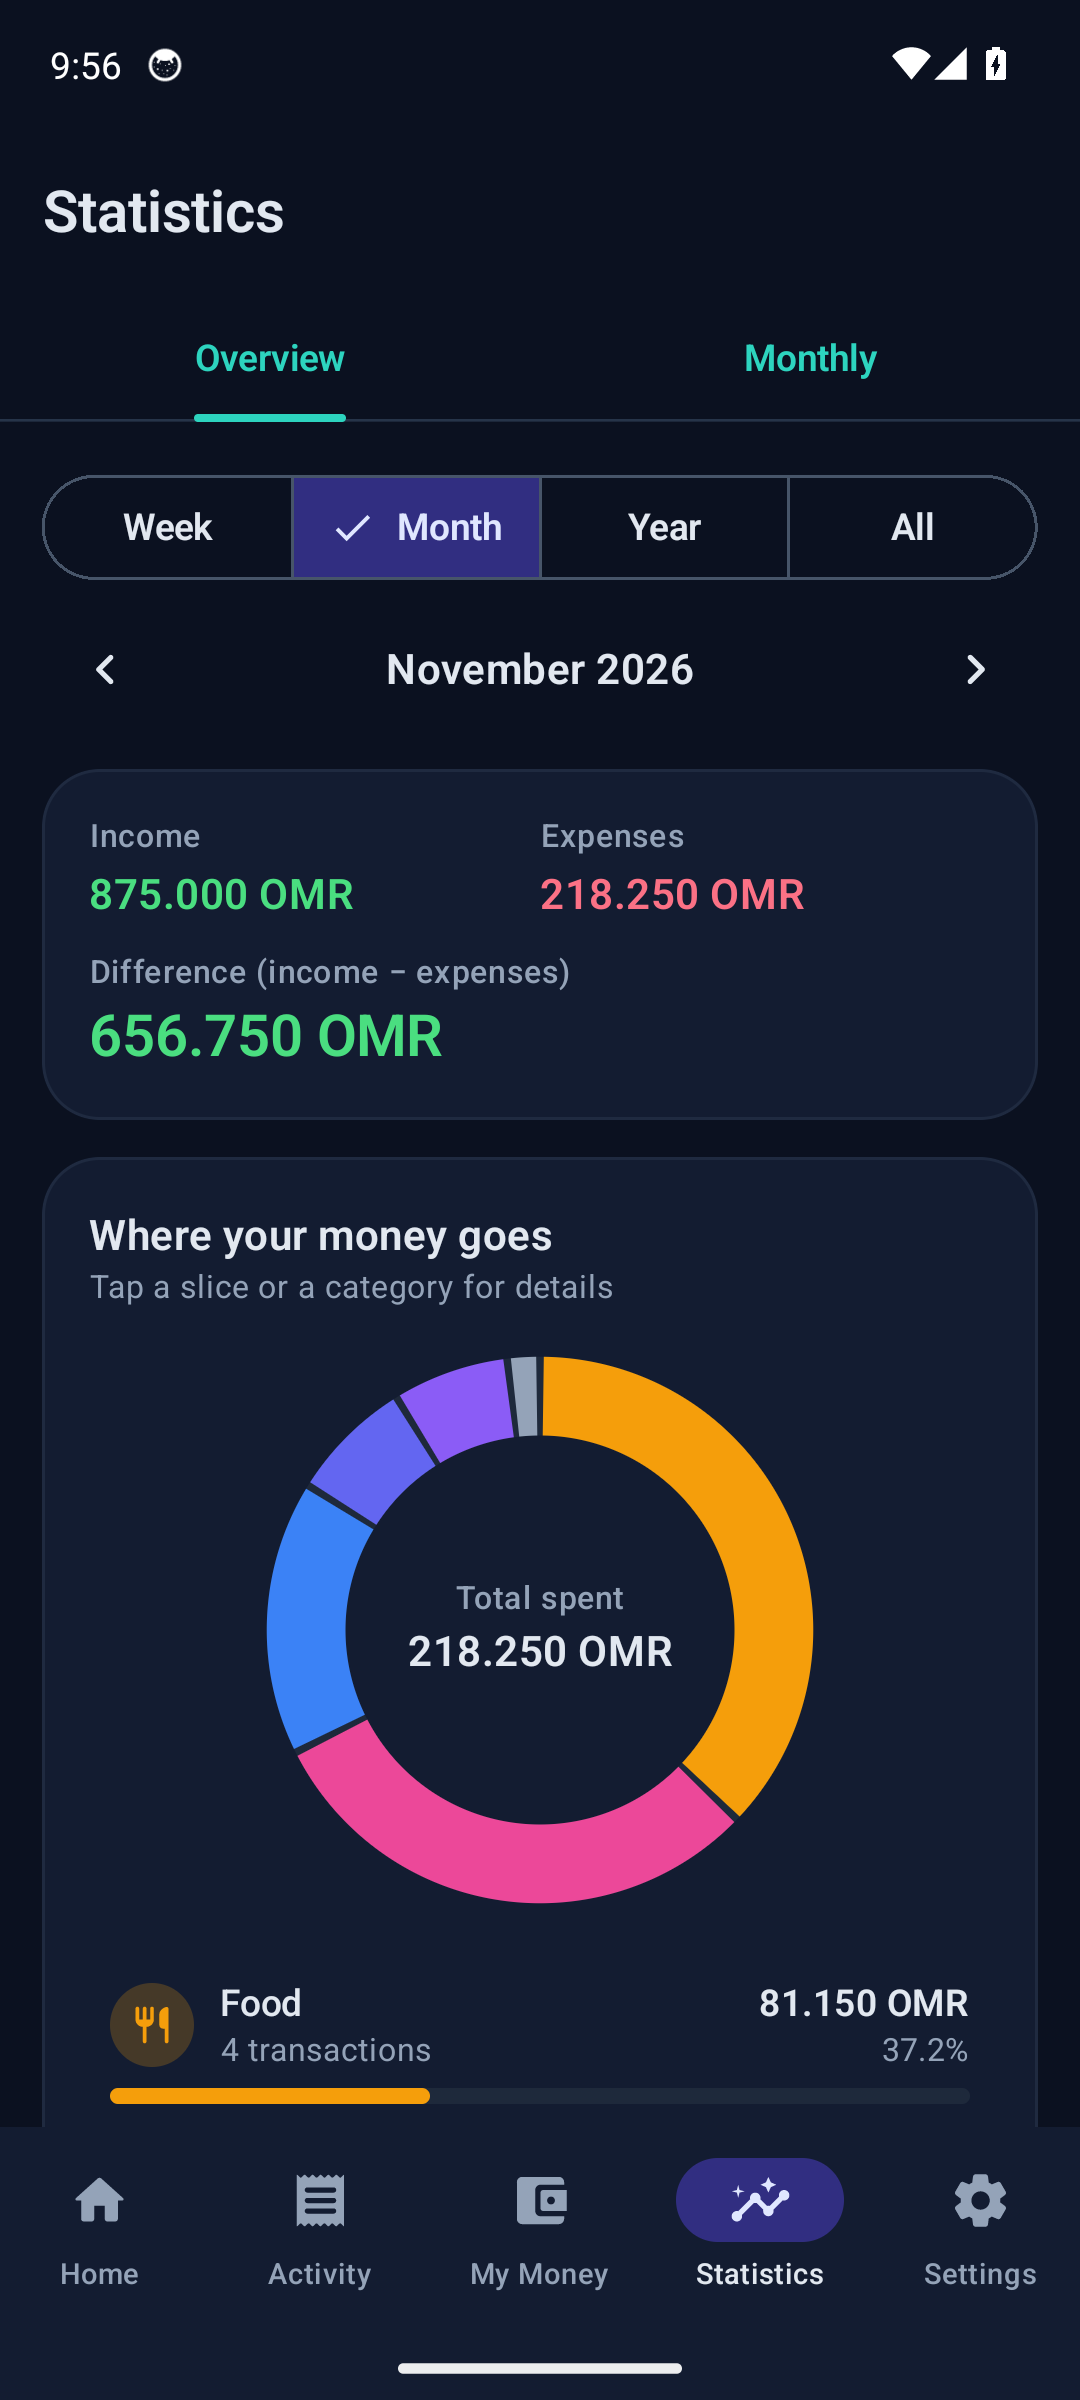 9:56
Statistics
Overview
Monthly
Week
Month
Year
All
November 2026
Income
Expenses
875.000 OMR
218.250 OMR
Difference (income − expenses)
656.750 OMR
Where your money goes
Tap a slice or a category for details
Total spent
218.250 OMR
Food
81.150 OMR
4 transactions
37.2%
Home
Activity
My Money
Statistics
Settings